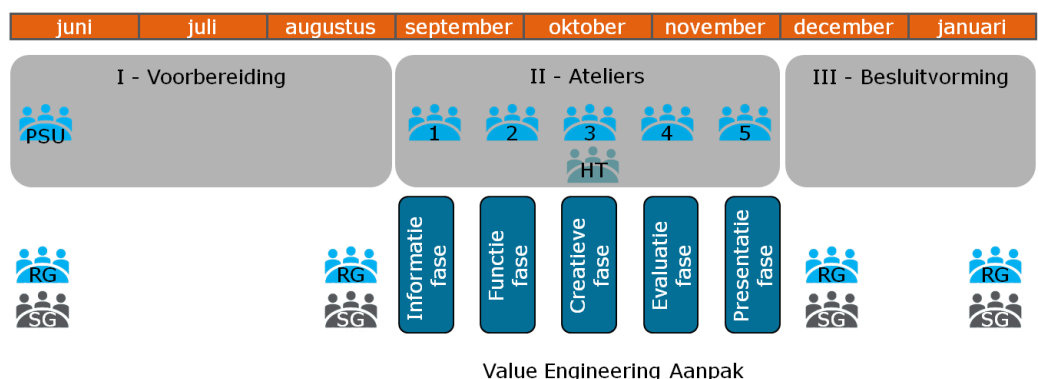 juni juli augustus september oktober november december januari
I - Voorbereiding II - Ateliers III - Besluitvorming
PSU 1 2 3 4 5
HT
Informatie fase
Functie fase
Creatieve fase
Evaluatie fase
Presentatie fase
RG RG RG RG
SG SG SG SG
Value Engineering Aanpak